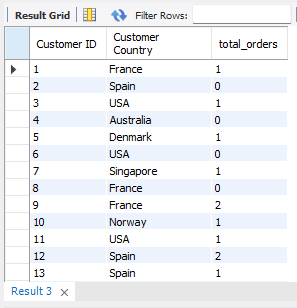 Result Grid Filter Rows:
Customer ID Customer Country total_orders
1 France 1
2 Spain 0
3 USA 1
4 Australia 0
5 Denmark 1
6 USA 0
7 Singapore 1
8 France 0
9 France 2
10 Norway 1
11 USA 1
12 Spain 2
13 Spain 1
Result 3 ×